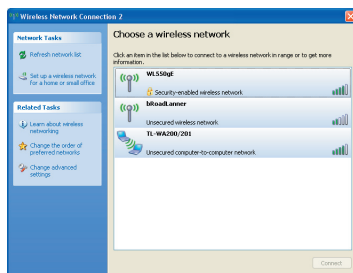 Wireless Network Connection 2
Network Tasks
Refresh network list
Set up a wireless network
for a home or small office
Related Tasks
Learn about wireless
networking
Change the order of
preferred networks
Change advanced
settings
Choose a wireless network
Click an item in the list below to connect to a wireless network in range or to get more
information.
WL550gE
Security-enabled wireless network
bRoadLanner
Unsecured wireless network
TL-WA200/201
Unsecured computer-to-computer network
Connect